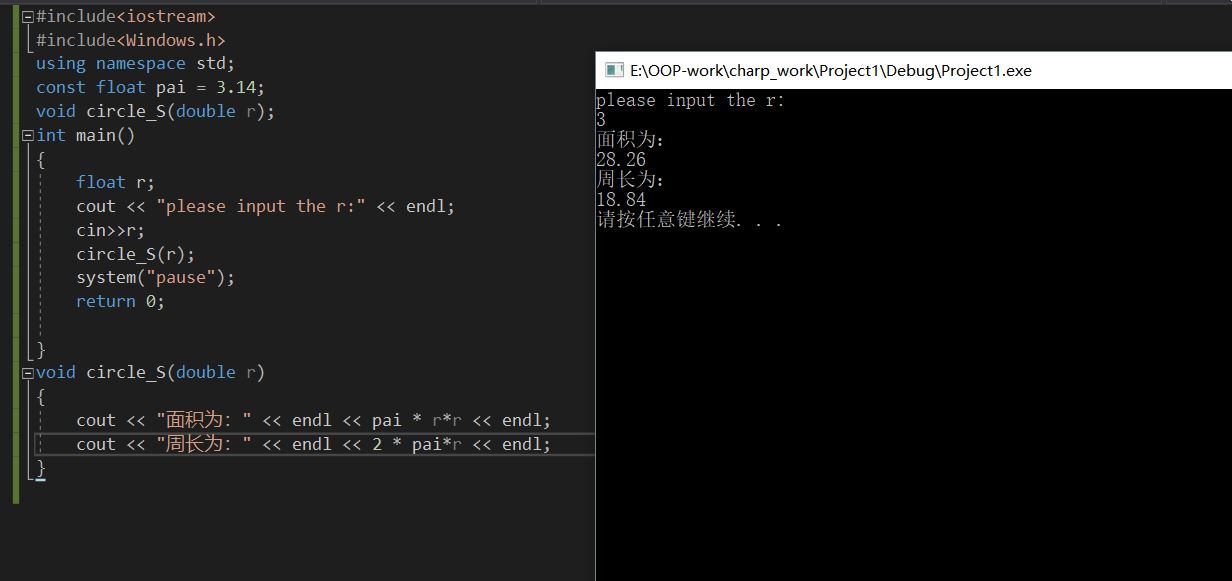 #include<iostream>
#include<Windows.h>
using namespace std;
const float pai = 3.14;
void circle_S(double r);
int main()
{
float r;
cout << "please input the r:" << endl;
cin>>r;
circle_S(r);
system("pause");
return 0;
}
void circle_S(double r)
{
cout << "面积为：" << endl << pai * r*r << endl;
cout << "周长为：" << endl << 2 * pai*r << endl;
}
E:\OOP-work\charp_work\Project1\Debug\Project1.exe
please input the r:
3
面积为：
28.26
周长为：
18.84
请按任意键继续. . .